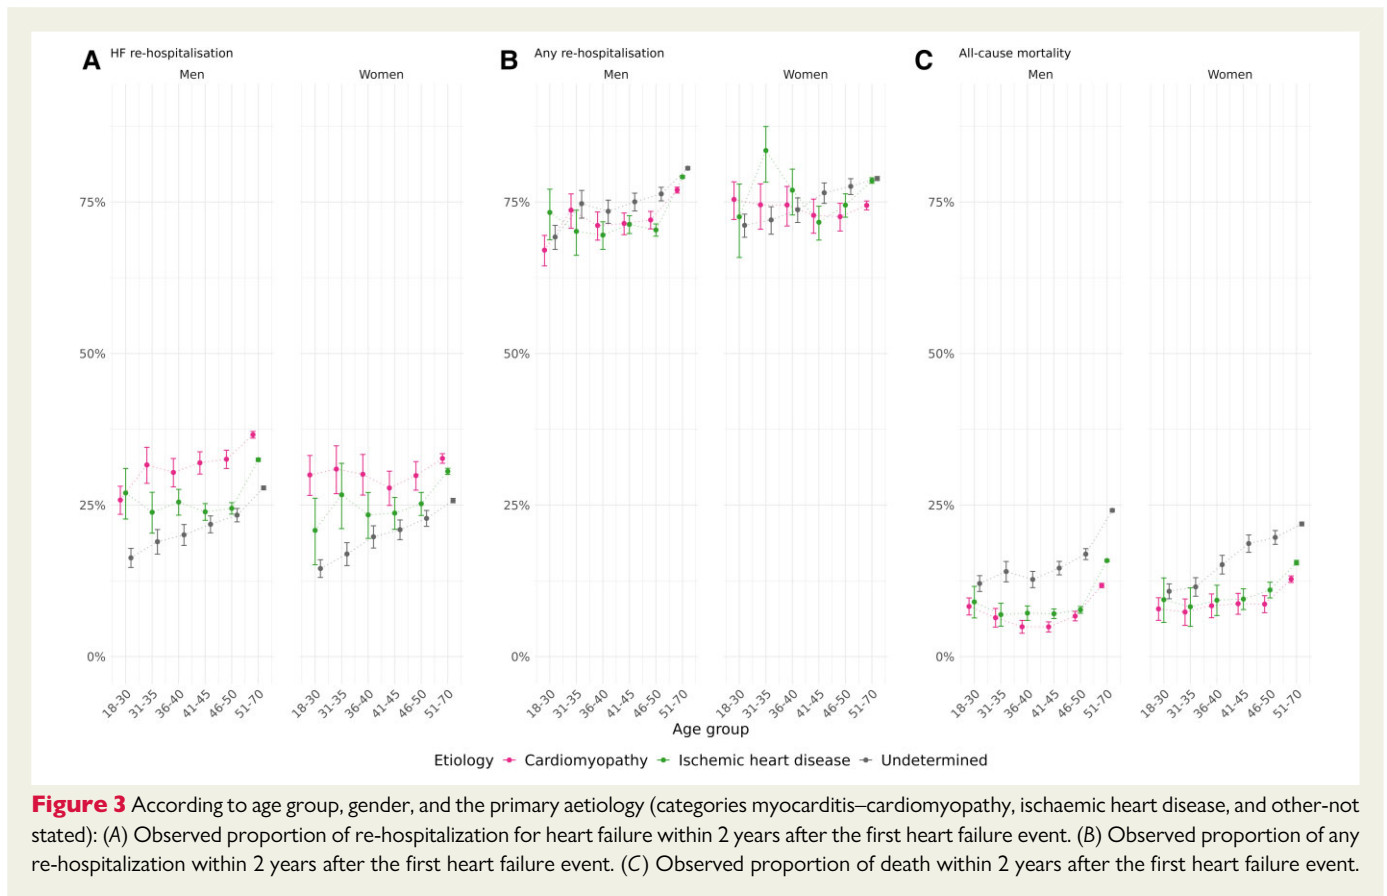 A HF re-hospitalisation
Men Women
B Any re-hospitalisation
Men Women
C All-cause mortality
Men Women
75%
50%
25%
0%
18-30 31-35 36-40 41-45 46-50 51-70
18-30 31-35 36-40 41-45 46-50 51-70
75%
50%
25%
0%
18-30 31-35 36-40 41-45 46-50 51-70
18-30 31-35 36-40 41-45 46-50 51-70
75%
50%
25%
0%
18-30 31-35 36-40 41-45 46-50 51-70
18-30 31-35 36-40 41-45 46-50 51-70
Age group
Etiology Cardiomyopathy Ischemic heart disease Undetermined
Figure 3 According to age group, gender, and the primary aetiology (categories myocarditis–cardiomyopathy, ischaemic heart disease, and other-not
stated): (A) Observed proportion of re-hospitalization for heart failure within 2 years after the first heart failure event. (B) Observed proportion of any
re-hospitalization within 2 years after the first heart failure event. (C) Observed proportion of death within 2 years after the first heart failure event.